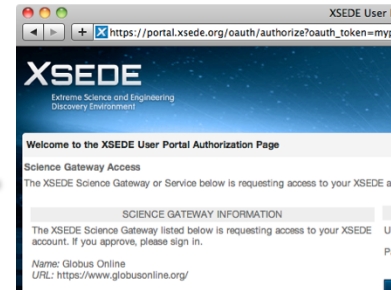 XSEDE User
https://portal.xsede.org/oauth/authorize?oauth_token=myp
XSEDE
Extreme Science and Engineering
Discovery Environment
Welcome to the XSEDE User Portal Authorization Page
Science Gateway Access
The XSEDE Science Gateway or Service below is requesting access to your XSEDE a
SCIENCE GATEWAY INFORMATION
The XSEDE Science Gateway listed below is requesting access to your XSEDE
account. If you approve, please sign in.
Name: Globus Online
URL: https://www.globusonline.org/